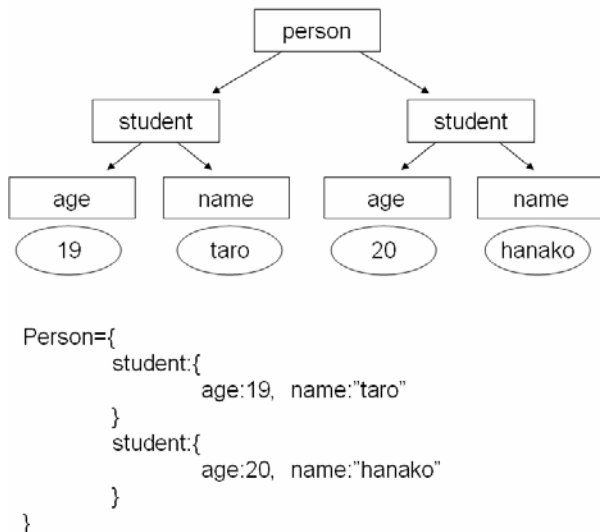 person
student student
age name age name
19 taro 20 hanako
Person={
student:{
age:19, name:”taro”
}
student:{
age:20, name:”hanako”
}
}